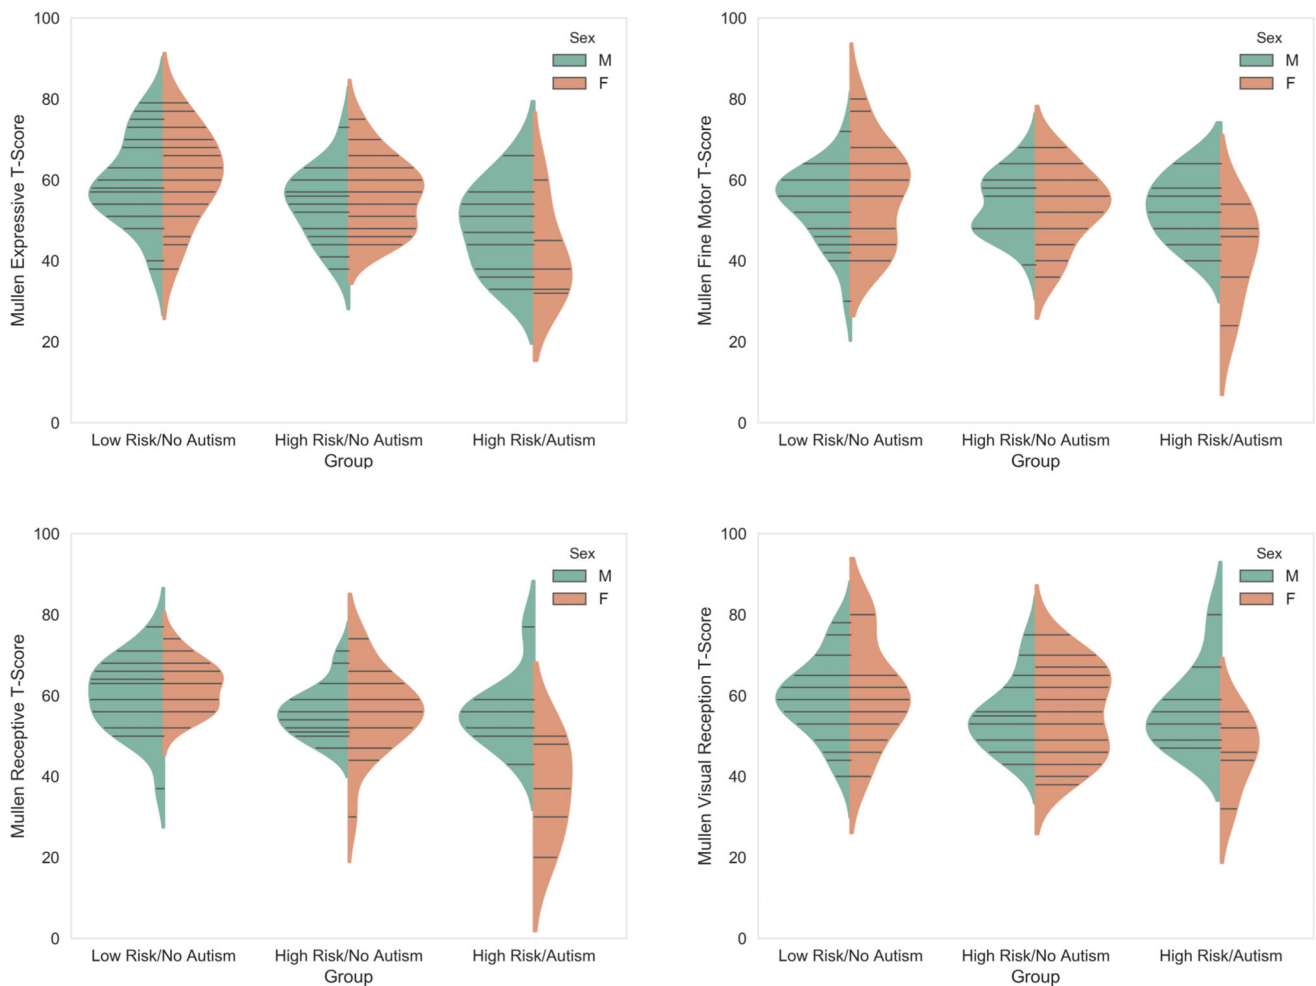 Mullen Expressive T-Score
100
80
60
40
20
0
Sex
M
F
Low Risk/No Autism
High Risk/No Autism
High Risk/Autism
Group
Mullen Fine Motor T-Score
100
80
60
40
20
0
Sex
M
F
Low Risk/No Autism
High Risk/No Autism
High Risk/Autism
Group
Mullen Receptive T-Score
100
80
60
40
20
0
Sex
M
F
Low Risk/No Autism
High Risk/No Autism
High Risk/Autism
Group
Mullen Visual Reception T-Score
100
80
60
40
20
0
Sex
M
F
Low Risk/No Autism
High Risk/No Autism
High Risk/Autism
Group